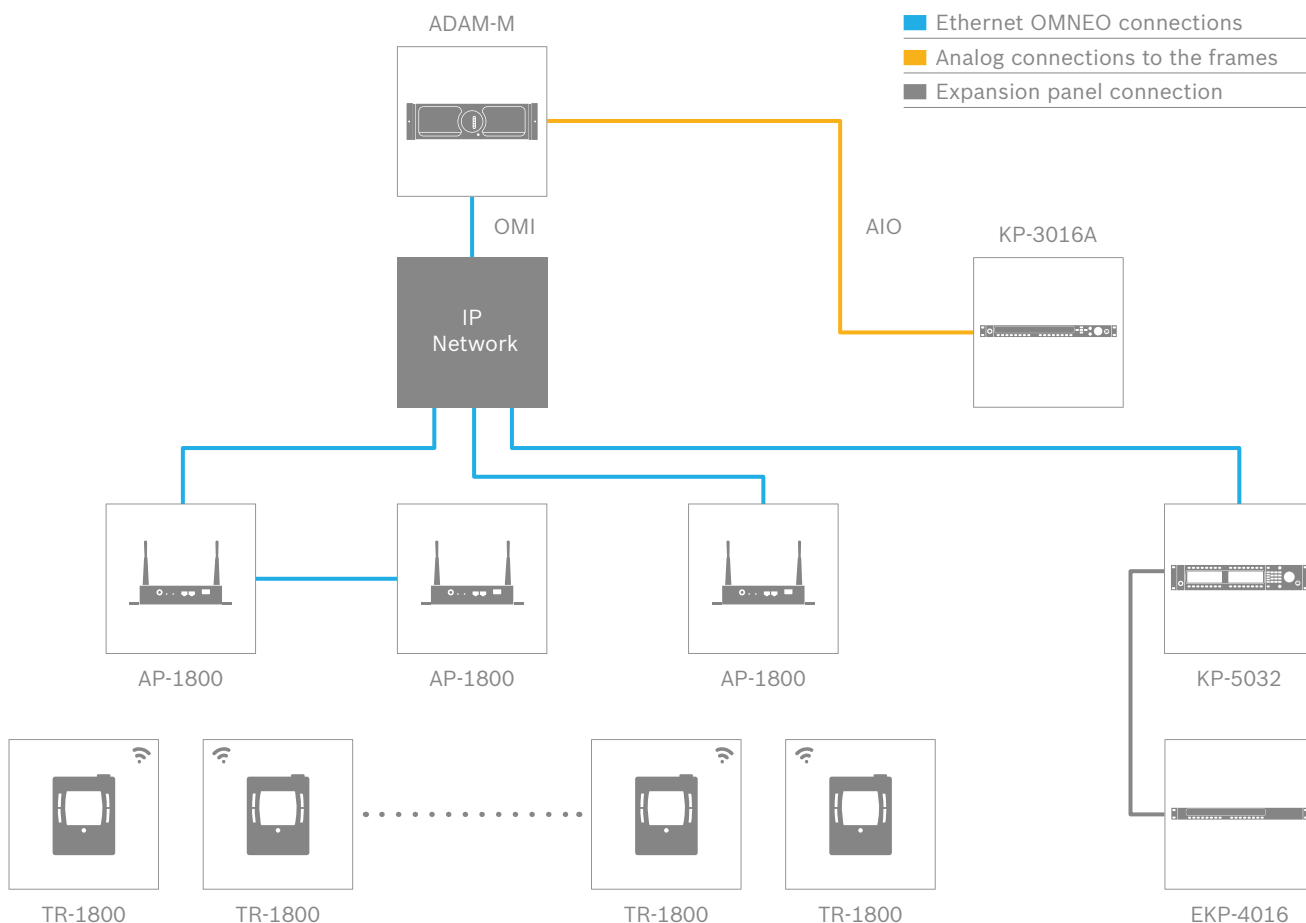 ADAM-M
Ethernet OMNEO connections
Analog connections to the frames
Expansion panel connection
OMI
AIO
KP-3016A
IP
Network
AP-1800
AP-1800
AP-1800
KP-5032
TR-1800
TR-1800
TR-1800
TR-1800
EKP-4016